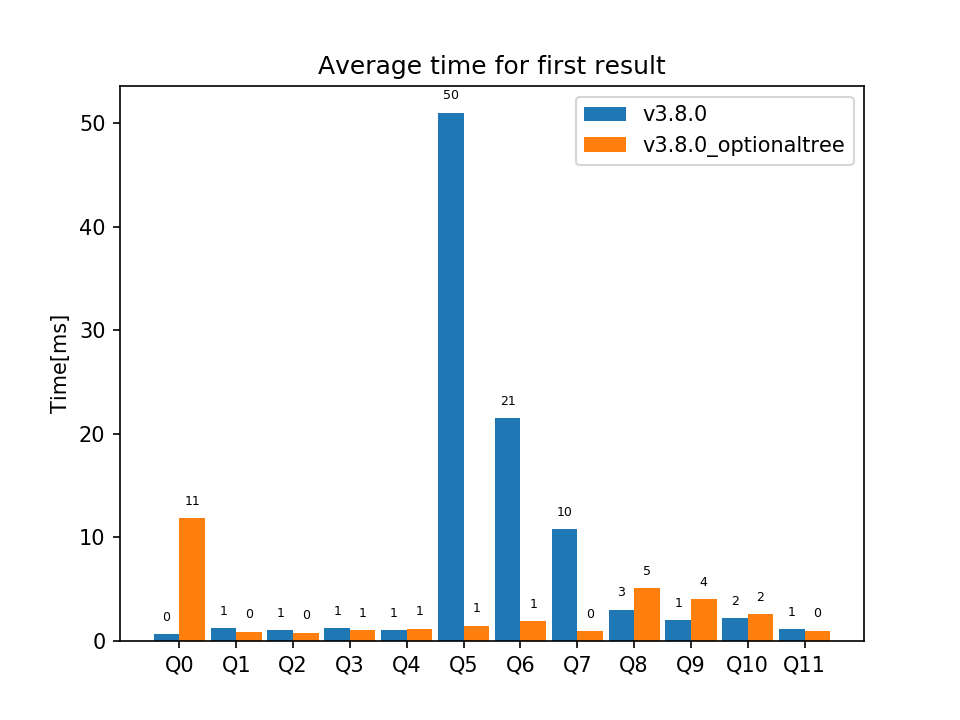 Average time for first result
v3.8.0
v3.8.0_optionaltree
Time[ms]
50
40
30
20
10
0
0 11 1 0 1 0 1 1 1 1 50 1 21 1 10 0 3 5 1 4 2 2 1 0
Q0 Q1 Q2 Q3 Q4 Q5 Q6 Q7 Q8 Q9 Q10 Q11